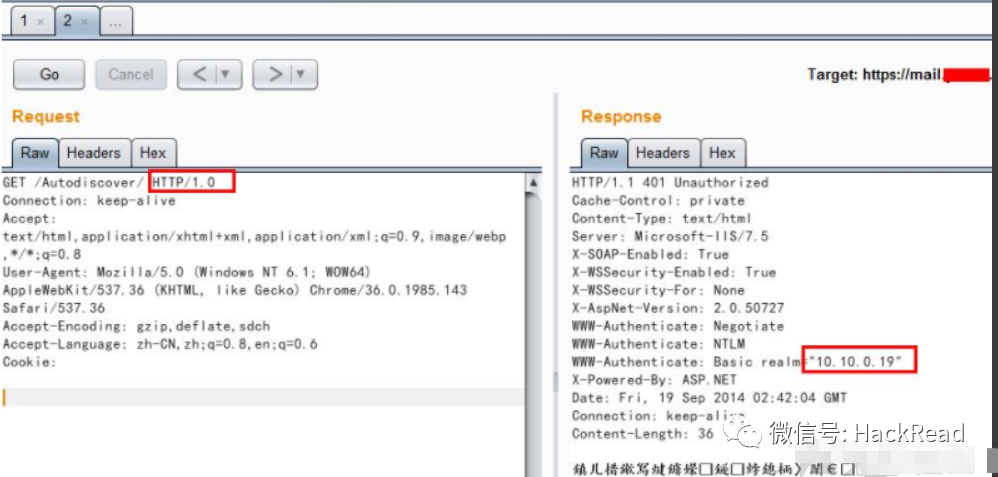 1 × 2 × ...
Go Cancel < ▼ > ▼ Target: https://mail.
Request
Raw Headers Hex
GET /Autodiscover/ HTTP/1.0
Connection: keep-alive
Accept:
text/html,application/xhtml+xml,application/xml;q=0.9,image/webp
,*/*;q=0.8
User-Agent: Mozilla/5.0 (Windows NT 6.1; WOW64)
AppleWebKit/537.36 (KHTML, like Gecko) Chrome/36.0.1985.143
Safari/537.36
Accept-Encoding: gzip,deflate,sdch
Accept-Language: zh-CN,zh;q=0.8,en;q=0.6
Cookie:
Response
Raw Headers Hex
HTTP/1.1 401 Unauthorized
Cache-Control: private
Content-Type: text/html
Server: Microsoft-IIS/7.5
X-SOAP-Enabled: True
X-WSSecurity-Enabled: True
X-WSSecurity-For: None
X-AspNet-Version: 2.0.50727
WWW-Authenticate: Negotiate
WWW-Authenticate: NTLM
WWW-Authenticate: Basic realm="10.10.0.19"
X-Powered-By: ASP.NET
Date: Fri, 19 Sep 2014 02:42:04 GMT
Connection: keep-alive
Content-Length: 36
微信号: HackRead